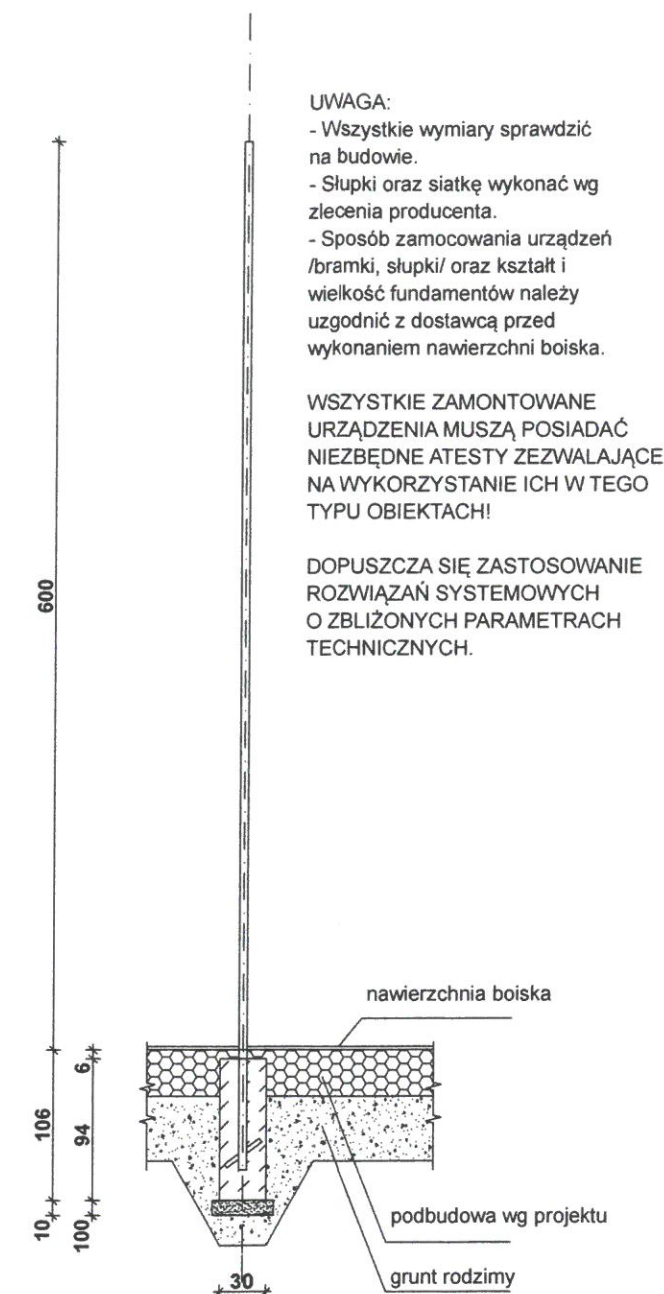 UWAGA:
- Wszystkie wymiary sprawdzić
na budowie.
- Słupki oraz siatkę wykonać wg
zlecenia producenta.
- Sposób zamocowania urządzeń
/bramki, słupki/ oraz kształt i
wielkość fundamentów należy
uzgodnić z dostawcą przed
wykonaniem nawierzchni boiska.
WSZYSTKIE ZAMONTOWANE
URZĄDZENIA MUSZĄ POSIADAĆ
NIEZBĘDNE ATESTY ZEZWALAJĄCE
NA WYKORZYSTANIE ICH W TEGO
TYPU OBIEKTACH!
DOPUSZCZA SIĘ ZASTOSOWANIE
ROZWIĄZAŃ SYSTEMOWYCH
O ZBLIŻONYCH PARAMETRACH
TECHNICZNYCH.
600
nawierzchnia boiska
106
6
94
10
100
podbudowa wg projektu
30
grunt rodzimy